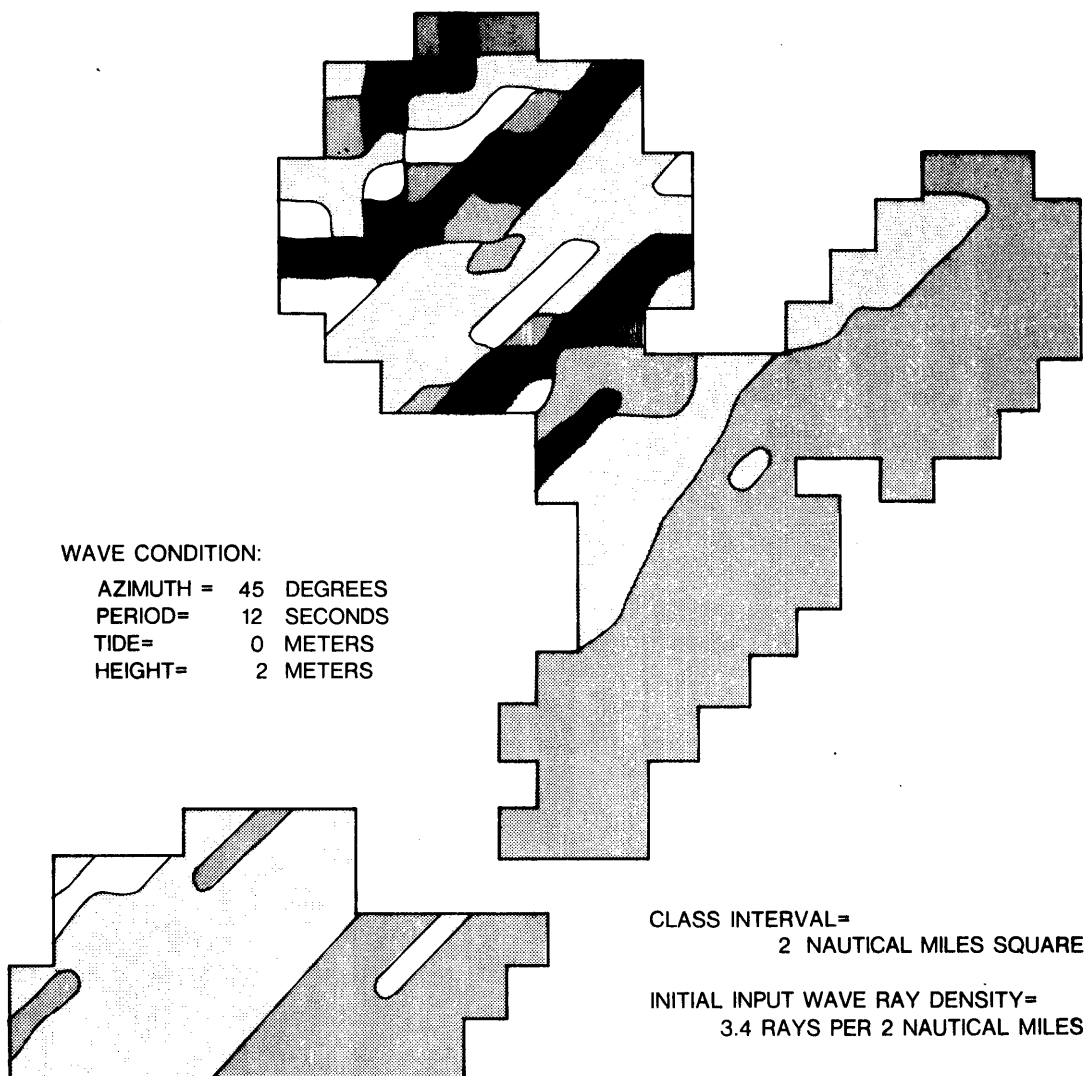 WAVE CONDITION:
AZIMUTH = 45 DEGREES
PERIOD= 12 SECONDS
TIDE= 0 METERS
HEIGHT= 2 METERS
CLASS INTERVAL=
2 NAUTICAL MILES SQUARE
INITIAL INPUT WAVE RAY DENSITY=
3.4 RAYS PER 2 NAUTICAL MILES